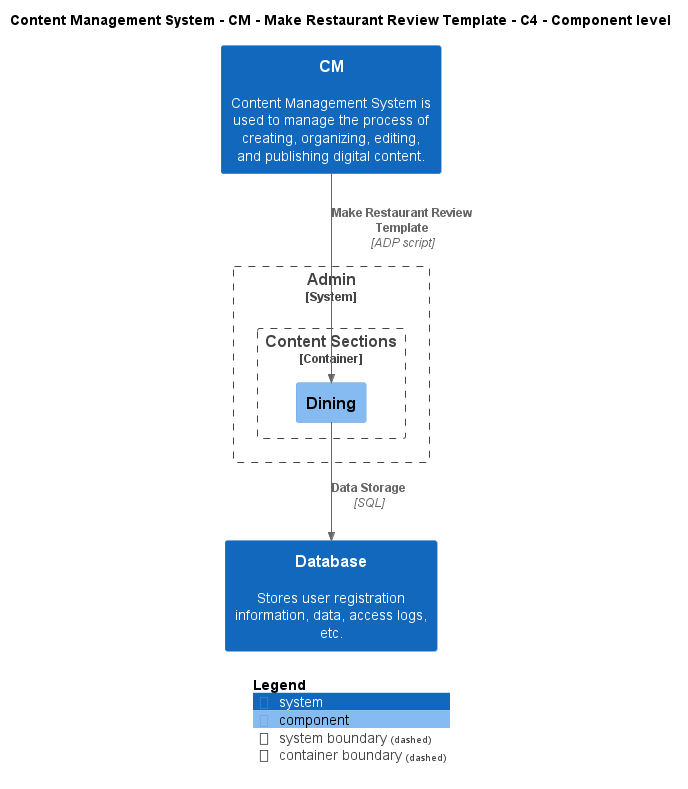 Content Management System - CM - Make Restaurant Review Template - C4 - Component level
CM
Content Management System is
used to manage the process of
creating, organizing, editing,
and publishing digital content.
Make Restaurant Review
Template
[ADP script]
Admin
[System]
Content Sections
[Container]
Dining
Data Storage
[SQL]
Database
Stores user registration
information, data, access logs,
etc.
Legend
system
component
system boundary (dashed)
container boundary (dashed)